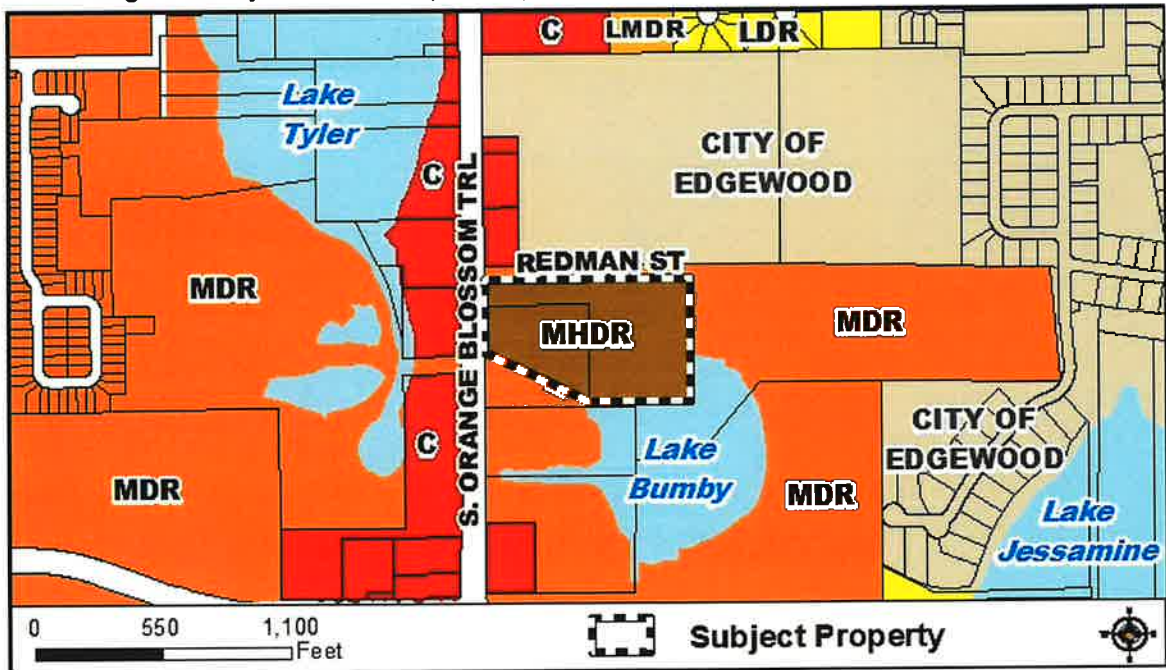 C
LMDR
LDR
Lake
Tyler
CITY OF
EDGEWOOD
C
S. ORANGE BLOSSOM TRL
REDMAN ST
MDR
MHDR
MDR
C
CITY OF
EDGEWOOD
Lake
Bumby
MDR
MDR
Lake
Jessamine
0 550 1,100
Feet
Subject Property